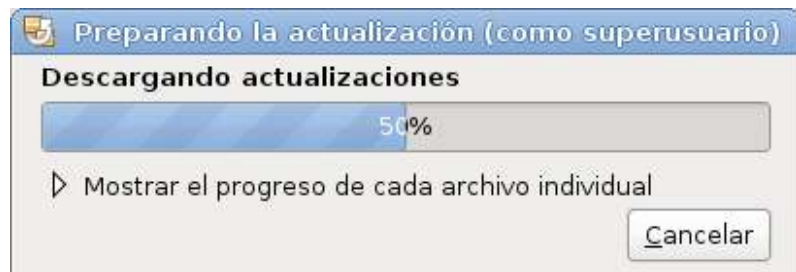 Preparando la actualización (como superusuario)
Descargando actualizaciones
50%
Mostrar el progreso de cada archivo individual
Cancelar